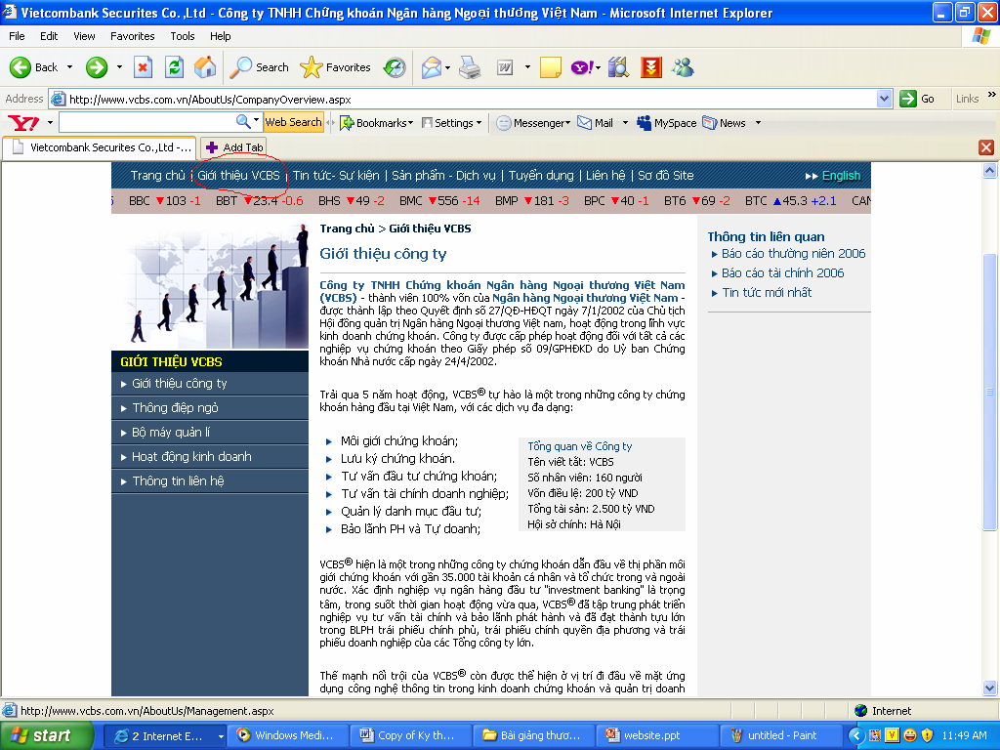 Vietcombank Securites Co.,Ltd - Công ty TNHH Chứng khoán Ngân hàng Ngoại thương Việt Nam - Microsoft Internet Explorer
File Edit View Favorites Tools Help
Back Search Favorites
Address http://www.vcbs.com.vn/AboutUs/CompanyOverview.aspx Go Links »
Y! Web Search Bookmarks Settings Messenger Mail MySpace News
Vietcombank Securites Co.,Ltd -... Add Tab
Trang chủ | Giới thiệu VCBS | Tin tức- Sự kiện | Sản phẩm - Dịch vụ | Tuyển dụng | Liên hệ | Sơ đồ Site English
BBC ▼103 -1 BBT ▼23.4 -0.6 BHS ▼49 -2 BMC ▼556 -14 BMP ▼181 -3 BPC ▼40 -1 BT6 ▼69 -2 BTC ▲45.3 +2.1 CAN
Trang chủ > Giới thiệu VCBS
Giới thiệu công ty
Công ty TNHH Chứng khoán Ngân hàng Ngoại thương Việt Nam
(VCBS) - thành viên 100% vốn của Ngân hàng Ngoại thương Việt Nam -
được thành lập theo Quyết định số 27/QĐ-HĐQT ngày 7/1/2002 của Chủ tịch
Hội đồng quản trị Ngân hàng Ngoại thương Việt nam, hoạt động trong lĩnh vực
kinh doanh chứng khoán. Công ty được cấp phép hoạt động đối với tất cả các
nghiệp vụ chứng khoán theo Giấy phép số 09/GPHĐKD do Uỷ ban Chứng
khoán Nhà nước cấp ngày 24/4/2002.
Trải qua 5 năm hoạt động, VCBS® tự hào là một trong những công ty chứng
khoán hàng đầu tại Việt Nam, với các dịch vụ đa dạng:
Môi giới chứng khoán;
Lưu ký chứng khoán.
Tư vấn đầu tư chứng khoán;
Tư vấn tài chính doanh nghiệp;
Quản lý danh mục đầu tư;
Bảo lãnh PH và Tự doanh;
Tổng quan về Công ty
Tên viết tắt: VCBS
Số nhân viên: 160 người
Vốn điều lệ: 200 tỷ VND
Tổng tài sản: 2.500 tỷ VND
Hội sở chính: Hà Nội
VCBS® hiện là một trong những công ty chứng khoán dẫn đầu về thị phần môi
giới chứng khoán với gần 35.000 tài khoản cá nhân và tổ chức trong và ngoài
nước. Xác định nghiệp vụ ngân hàng đầu tư "investment banking" là trọng
tâm, trong suốt thời gian hoạt động vừa qua, VCBS® đã tập trung phát triển
nghiệp vụ tư vấn tài chính và bảo lãnh phát hành và đã đạt thành tựu lớn
trong BLPH trái phiếu chính phủ, trái phiếu chính quyền địa phương và trái
phiếu doanh nghiệp của các Tổng công ty lớn.
Thế mạnh nổi trội của VCBS® còn được thể hiện ở vị trí đi đầu về mặt ứng
dụng công nghệ thông tin trong kinh doanh chứng khoán và quản trị doanh
GIỚI THIỆU VCBS
Giới thiệu công ty
Thông điệp ngỏ
Bộ máy quản lí
Hoạt động kinh doanh
Thông tin liên hệ
Thông tin liên quan
Báo cáo thường niên 2006
Báo cáo tài chính 2006
Tin tức mới nhất
http://www.vcbs.com.vn/AboutUs/Management.aspx Internet
start 2 Internet E... Windows Medi... Copy of Ky th... Bài giảng thươ... website.ppt untitled - Paint 11:49 AM